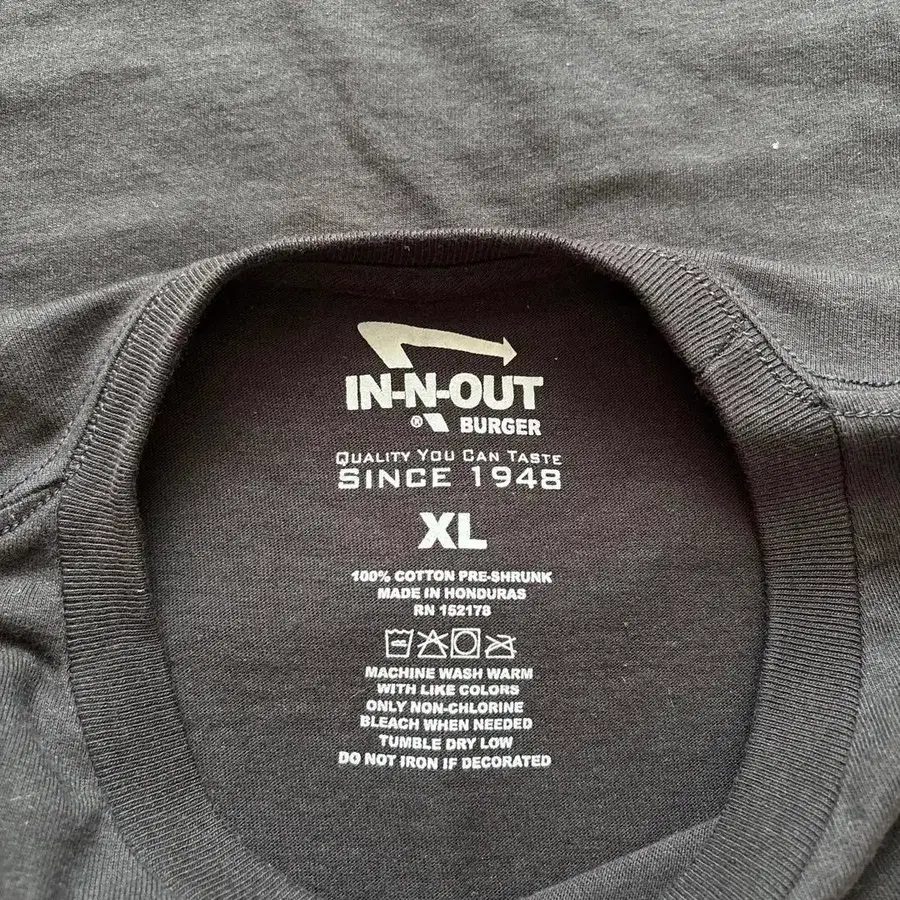 IN-N-OUT
® BURGER
QUALITY YOU CAN TASTE
SINCE 1948
XL
100% COTTON PRE-SHRUNK
MADE IN HONDURAS
RN 152178
MACHINE WASH WARM
WITH LIKE COLORS
ONLY NON-CHLORINE
BLEACH WHEN NEEDED
TUMBLE DRY LOW
DO NOT IRON IF DECORATED